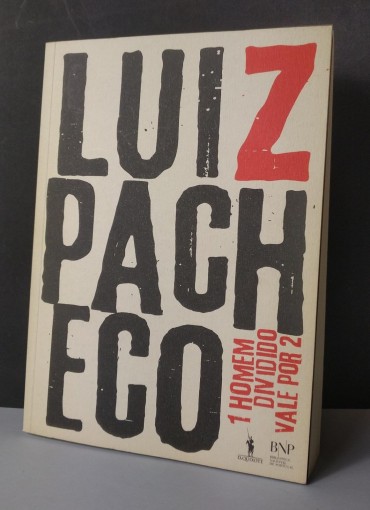 LUIZ
PACH
ECO
1 HOMEM
DIVIDIDO
VALE POR 2
BNP